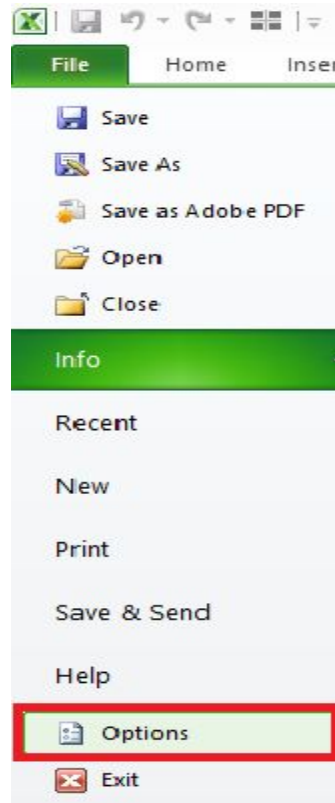 File Home Inser
Save
Save As
Save as Adobe PDF
Open
Close
Info
Recent
New
Print
Save & Send
Help
Options
Exit